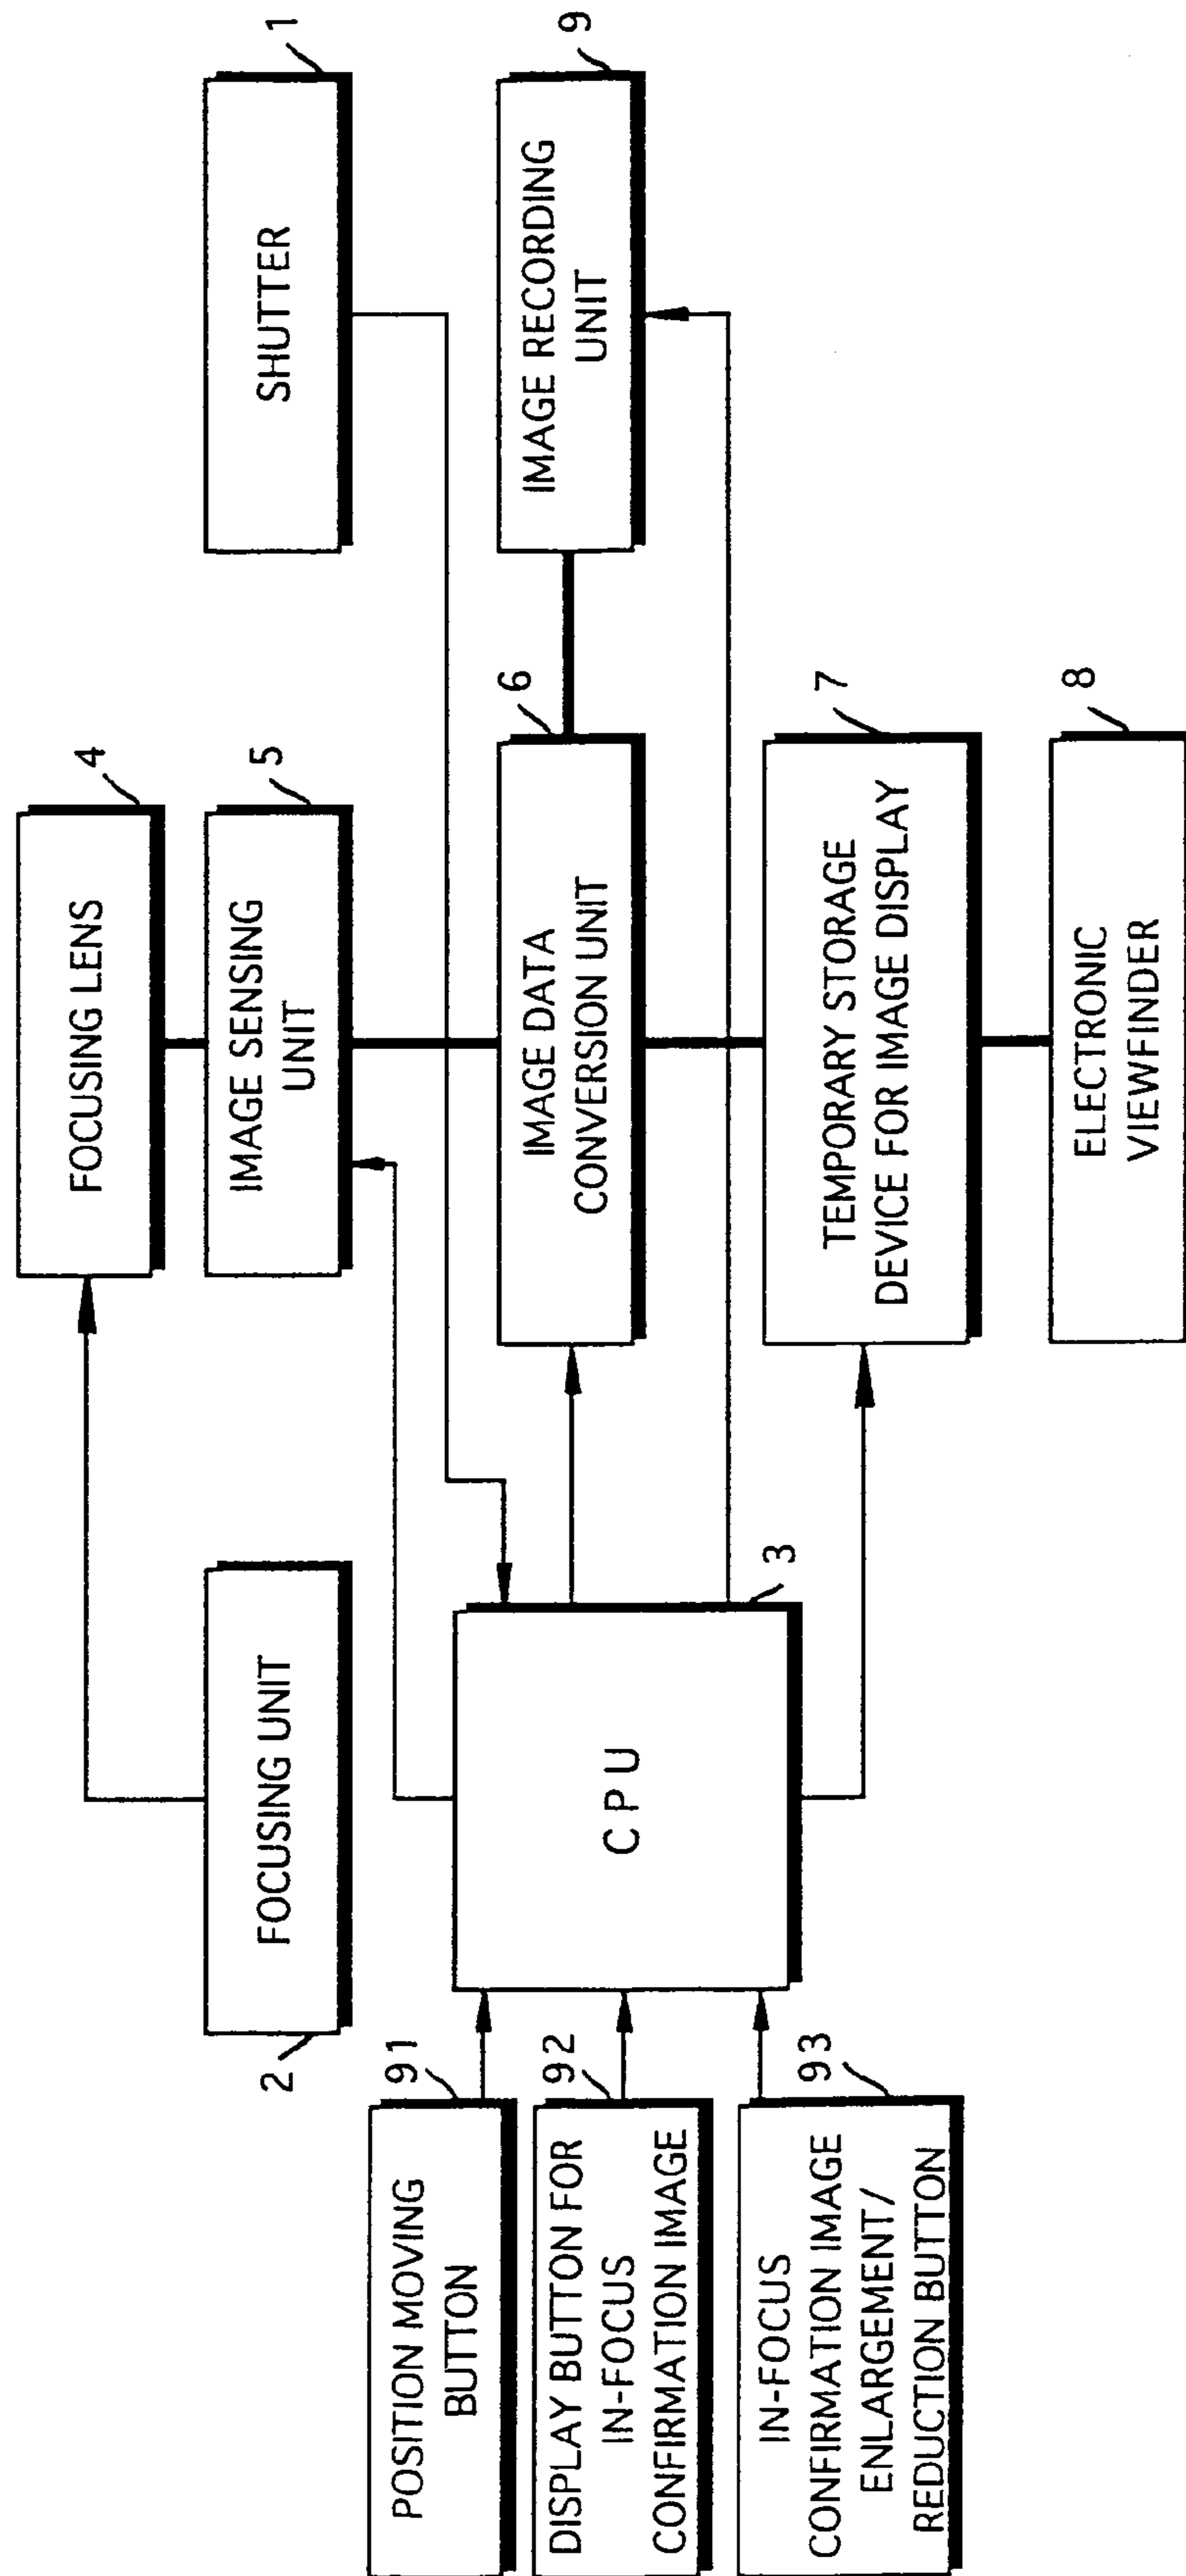 FOCUSING LENS
4
FOCUSING UNIT
2
IMAGE SENSING
UNIT
5
SHUTTER
1
POSITION MOVING
BUTTON
91
DISPLAY BUTTON FOR
IN-FOCUS
CONFIRMATION IMAGE
92
IN-FOCUS
CONFIRMATION IMAGE
ENLARGEMENT/
REDUCTION BUTTON
93
CPU
3
IMAGE DATA
CONVERSION UNIT
6
IMAGE RECORDING
UNIT
9
TEMPORARY STORAGE
DEVICE FOR IMAGE DISPLAY
7
ELECTRONIC
VIEWFINDER
8